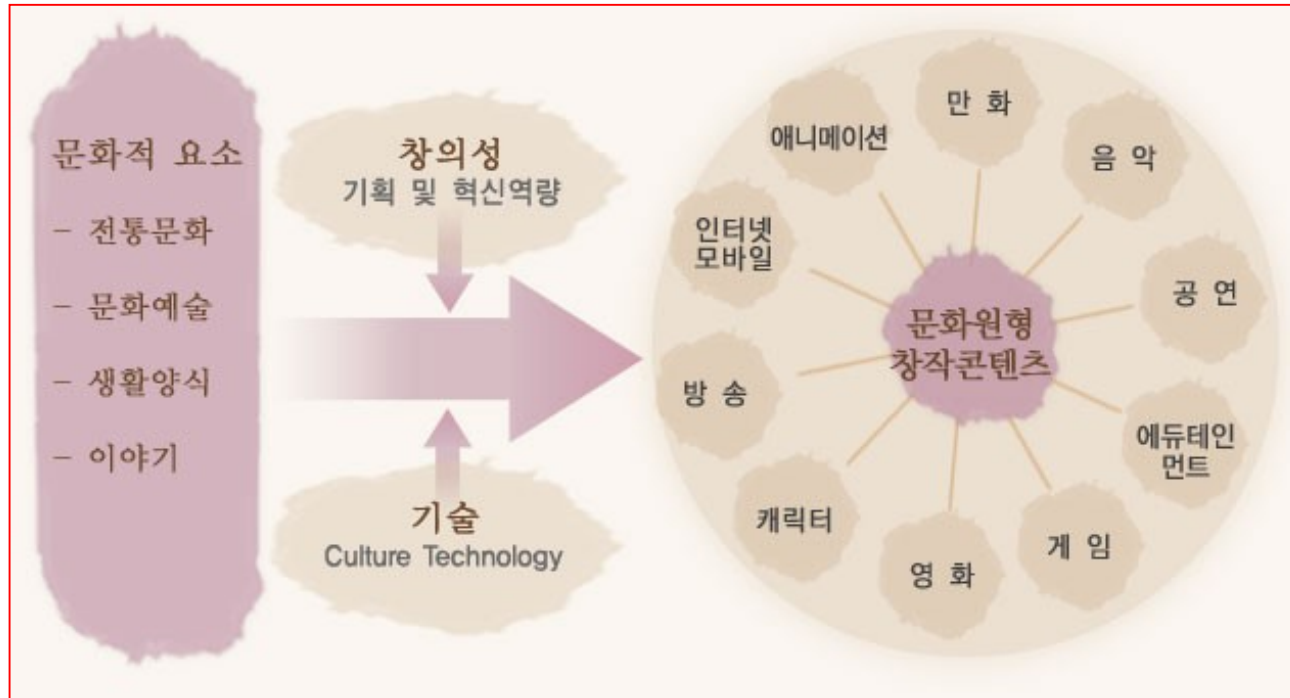 문화적 요소
- 전통문화
- 문화예술
- 생활양식
- 이야기
창의성
기획 및 혁신역량
기술
Culture Technology
만 화
음 악
공 연
에듀테인
먼트
게 임
영 화
캐릭터
방 송
인터넷
모바일
애니메이션
문화원형
창작콘텐츠